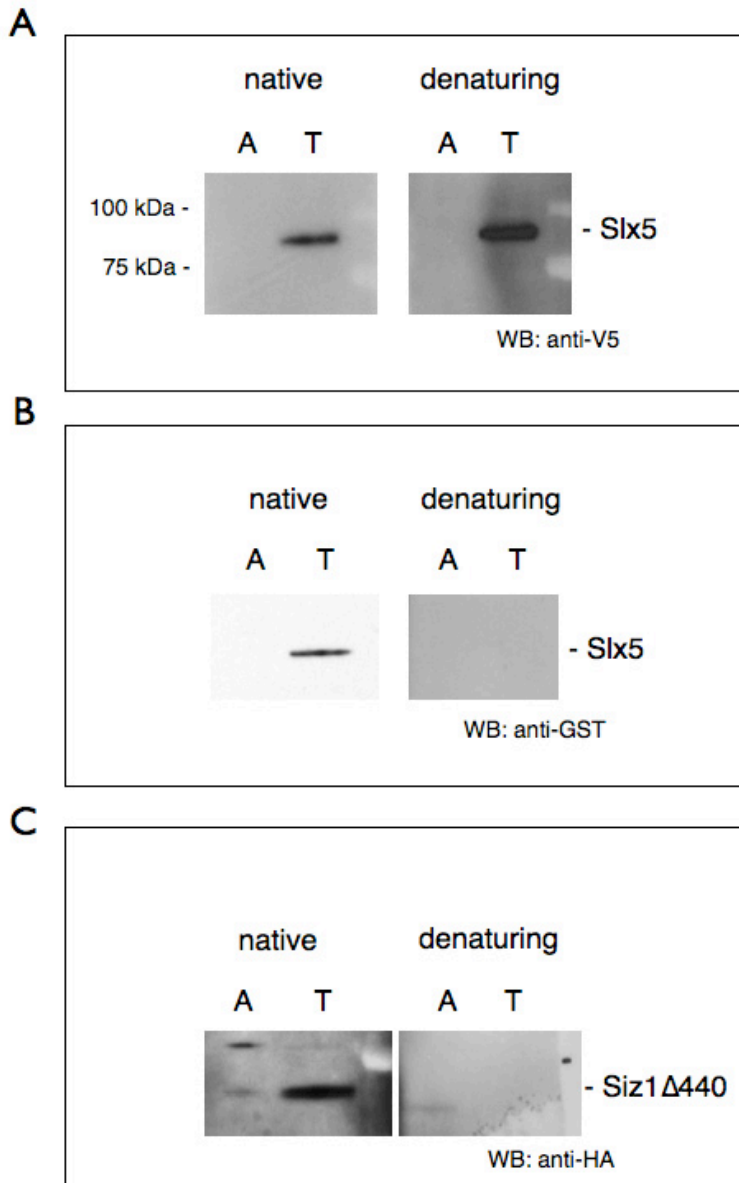 A
native denaturing
A T A T
100 kDa -
- Slx5
75 kDa -
WB: anti-V5
B
native denaturing
A T A T
- Slx5
WB: anti-GST
C
native denaturing
A T A T
- Siz1Δ440
WB: anti-HA